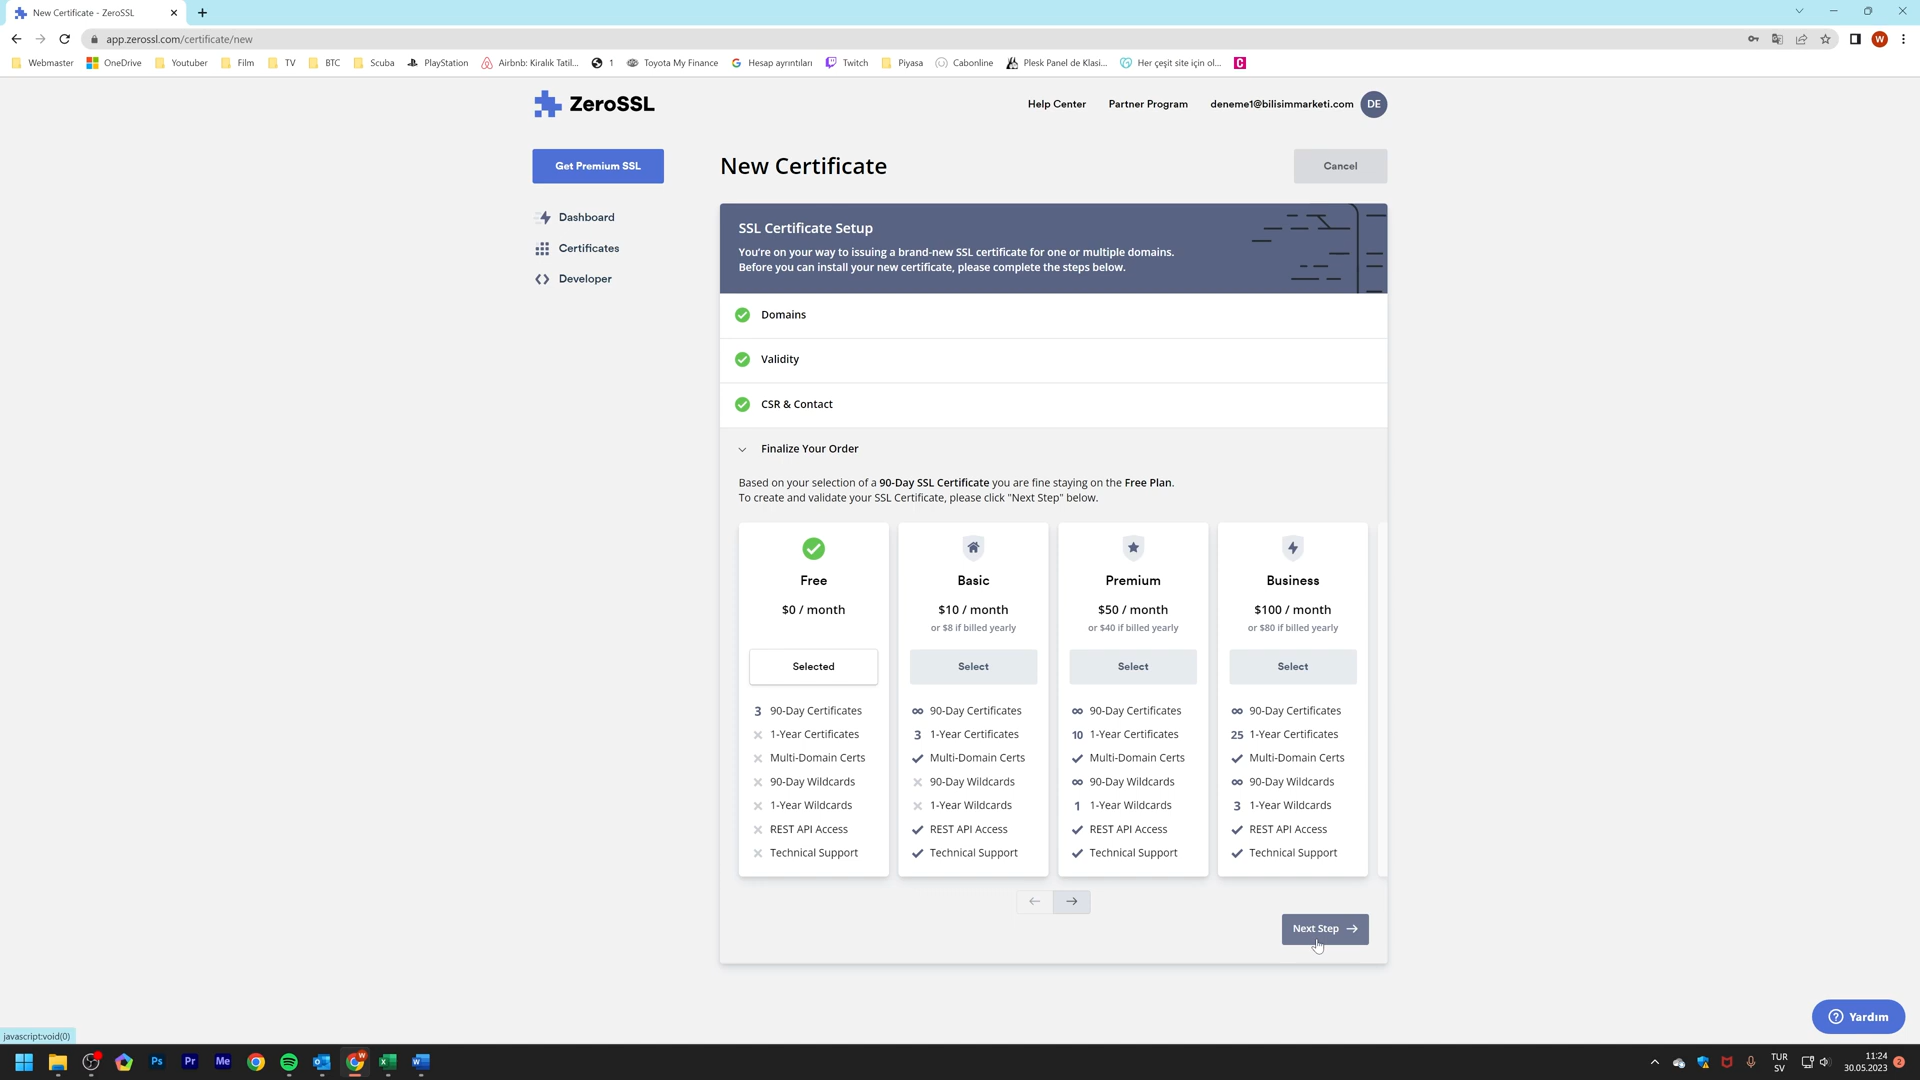 New Certificate - ZeroSSL
app.zerossl.com/certificate/new
Webmaster
OneDrive
Youtuber
Film
TV
BTC
Scuba
PlayStation
Airbnb: Kiralık Tatil...
1
Toyota My Finance
Hesap ayrıntıları
Twitch
Piyasa
Cabonline
Plesk Panel de Klasi...
Her çeşit site için ol...
W
ZeroSSL
Help Center
Partner Program
deneme1@bilisimmarketi.com
DE
Get Premium SSL
Dashboard
Certificates
Developer
New Certificate
Cancel
SSL Certificate Setup
You're on your way to issuing a brand-new SSL certificate for one or multiple domains.
Before you can install your new certificate, please complete the steps below.
Domains
Validity
CSR & Contact
Finalize Your Order
Based on your selection of a 90-Day SSL Certificate you are fine staying on the Free Plan.
To create and validate your SSL Certificate, please click "Next Step" below.
Free
$0 / month
Selected
3 90-Day Certificates
1-Year Certificates
Multi-Domain Certs
90-Day Wildcards
1-Year Wildcards
REST API Access
Technical Support
Basic
$10 / month
or $8 if billed yearly
Select
∞ 90-Day Certificates
3 1-Year Certificates
Multi-Domain Certs
90-Day Wildcards
1-Year Wildcards
REST API Access
Technical Support
Premium
$50 / month
or $40 if billed yearly
Select
∞ 90-Day Certificates
10 1-Year Certificates
Multi-Domain Certs
∞ 90-Day Wildcards
1 1-Year Wildcards
REST API Access
Technical Support
Business
$100 / month
or $80 if billed yearly
Select
∞ 90-Day Certificates
25 1-Year Certificates
Multi-Domain Certs
∞ 90-Day Wildcards
3 1-Year Wildcards
REST API Access
Technical Support
Next Step
Yardım
javascript:void(0)
Ps
Pr
Me
TUR
SV
11:24
30.05.2023
2